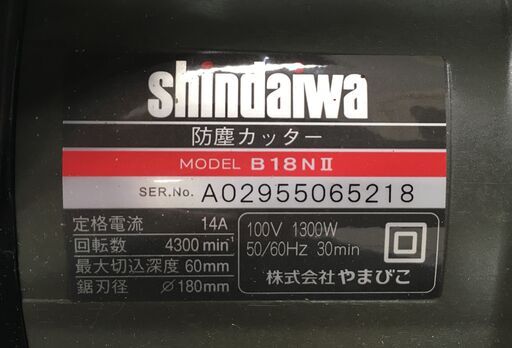 shindaiwa
防塵カッター
MODEL B18NⅡ
SER.No. A02955065218
定格電流 14A
回転数 4300min⁻¹
最大切込深度 60mm
鋸刃径 ⌀180mm
100V 1300W
50/60Hz 30min
株式会社やまびこ